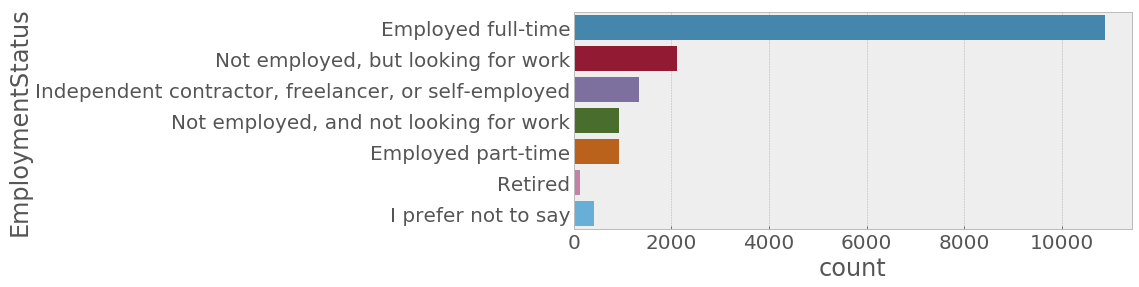 EmploymentStatus
Employed full-time
Not employed, but looking for work
Independent contractor, freelancer, or self-employed
Not employed, and not looking for work
Employed part-time
Retired
I prefer not to say
0 2000 4000 6000 8000 10000
count